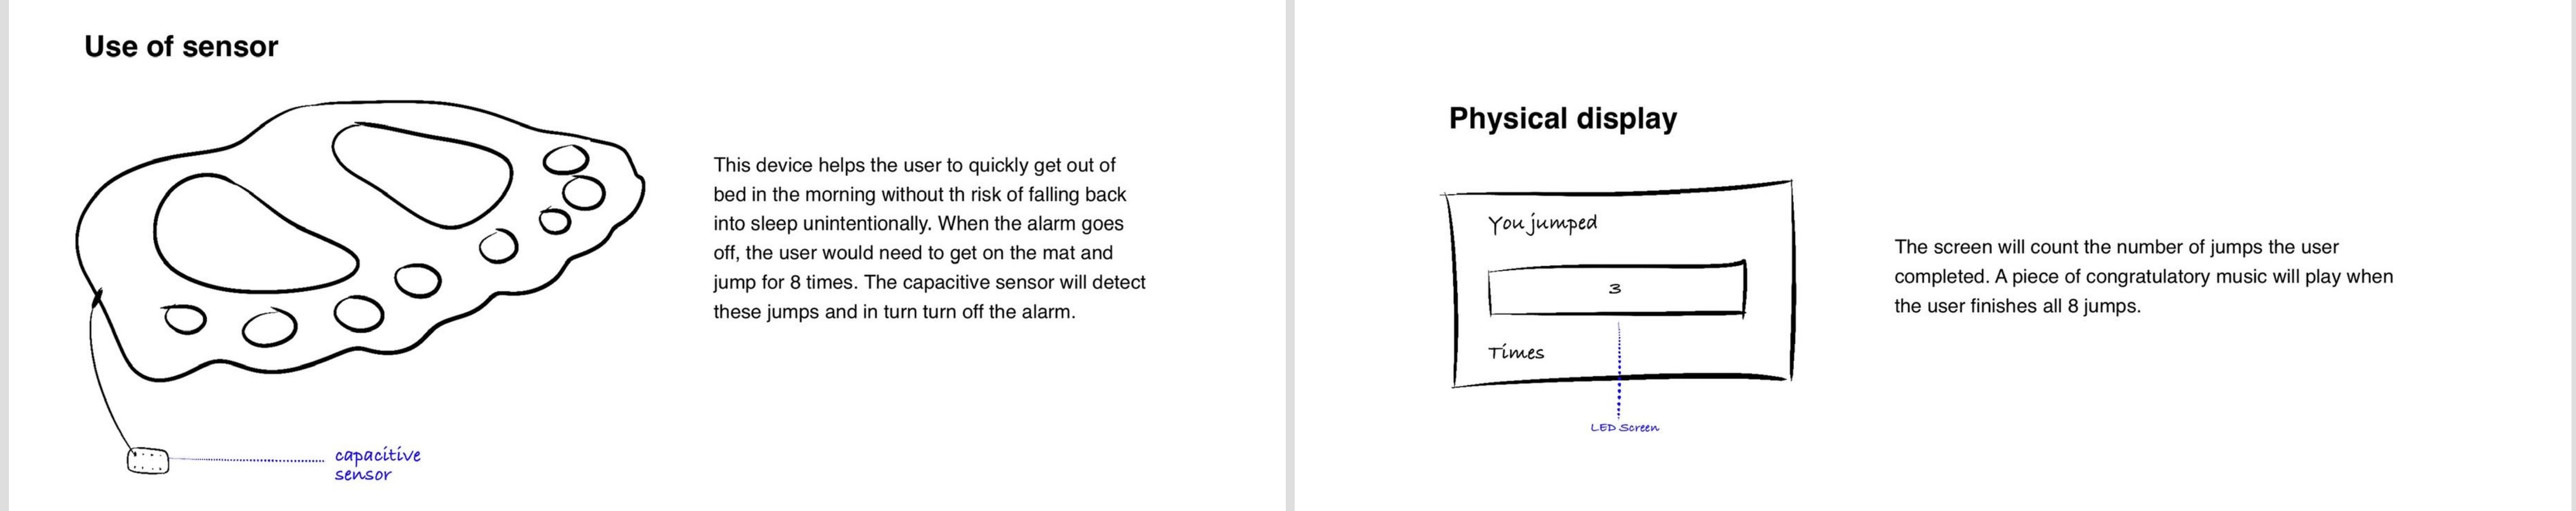 Use of sensor
This device helps the user to quickly get out of
bed in the morning without th risk of falling back
into sleep unintentionally. When the alarm goes
off, the user would need to get on the mat and
jump for 8 times. The capacitive sensor will detect
these jumps and in turn turn off the alarm.
capacitive
sensor
Physical display
You jumped
3
Times
LED Screen
The screen will count the number of jumps the user
completed. A piece of congratulatory music will play when
the user finishes all 8 jumps.